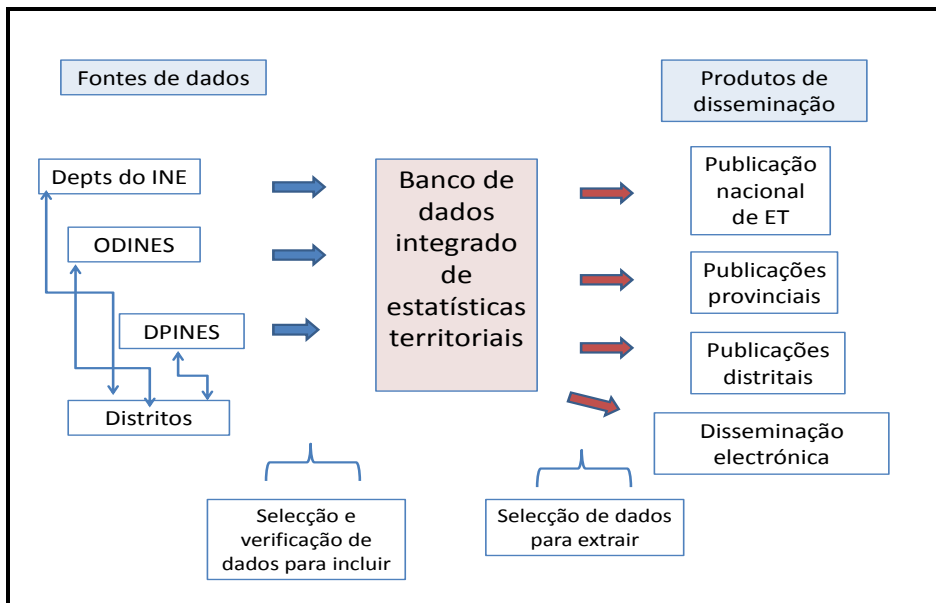 Fontes de dados
Produtos de
disseminação
Depts do INE
ODINES
DPINES
Distritos
Banco de
dados
integrado
de
estatísticas
territoriais
Publicação
nacional
de ET
Publicações
provinciais
Publicações
distritais
Disseminação
electrónica
Selecção e
verificação de
dados para incluir
Selecção de dados
para extrair